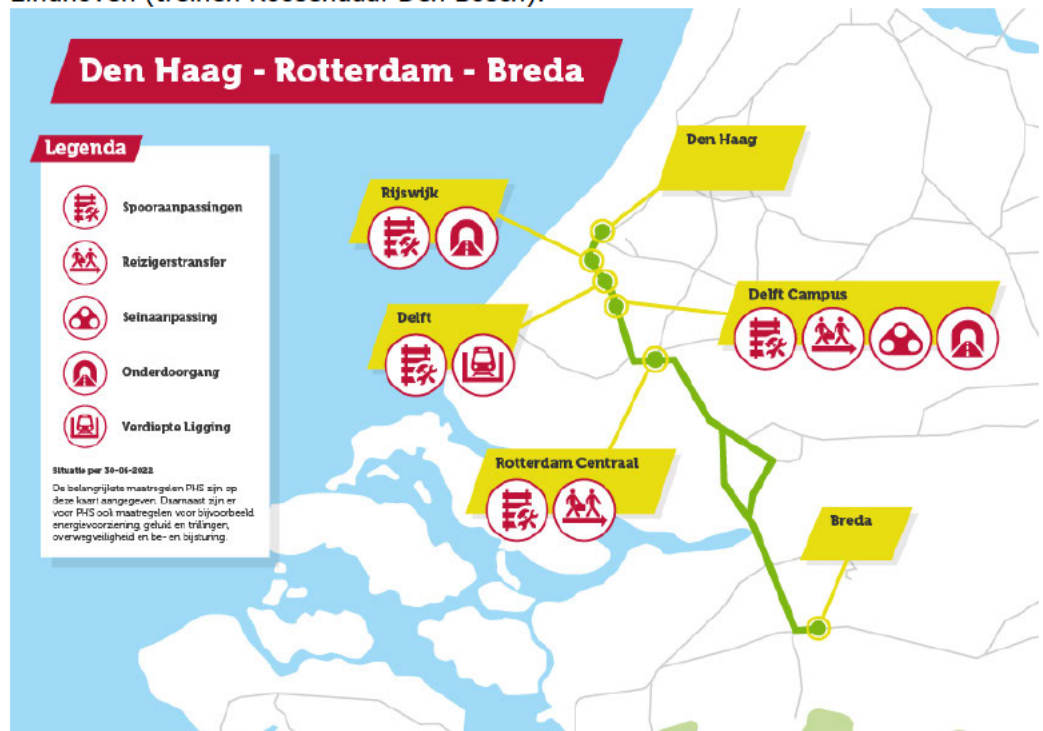 Den Haag - Rotterdam - Breda
Legenda
Spooraanpassingen
Reizigerstransfer
Seinaanpassing
Onderdoorgang
Verdiepte Ligging
Situatie per 30-06-2022
De belangrijkste maatregelen PHS zijn op
deze kaart aangegeven. Daarnaast zijn er
voor PHS ook maatregelen voor bijvoorbeeld
energievoorziening, geluid en trillingen,
overwegveiligheid en be- en bijsturing.
Den Haag
Rijswijk
Delft Campus
Delft
Rotterdam Centraal
Breda